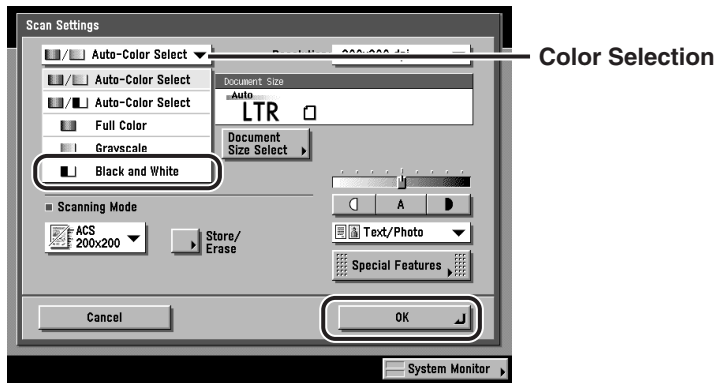 Scan Settings
Auto-Color Select
200x200 dpi
Color Selection
Auto-Color Select
Auto-Color Select
Full Color
Grayscale
Black and White
Document Size
Auto
LTR
Document
Size Select
A
Scanning Mode
ACS
200x200
Store/
Erase
Text/Photo
Special Features
Cancel
OK
System Monitor